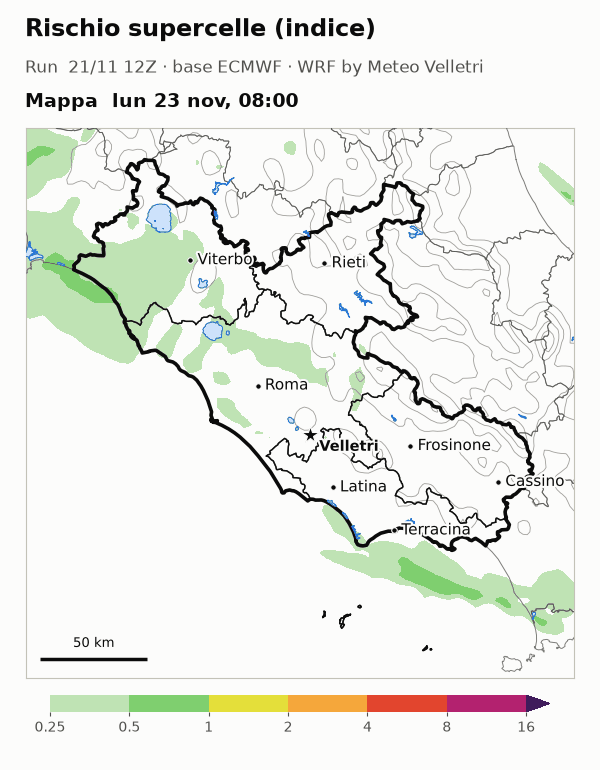 Rischio supercelle (indice)
Run  21/11 12Z · base ECMWF · WRF by Meteo Velletri
Mappa  lun 23 nov, 08:00
Viterbo
Rieti
Roma
Velletri
Frosinone
Latina
Cassino
Terracina
50 km
0.25 0.5 1 2 4 8 16